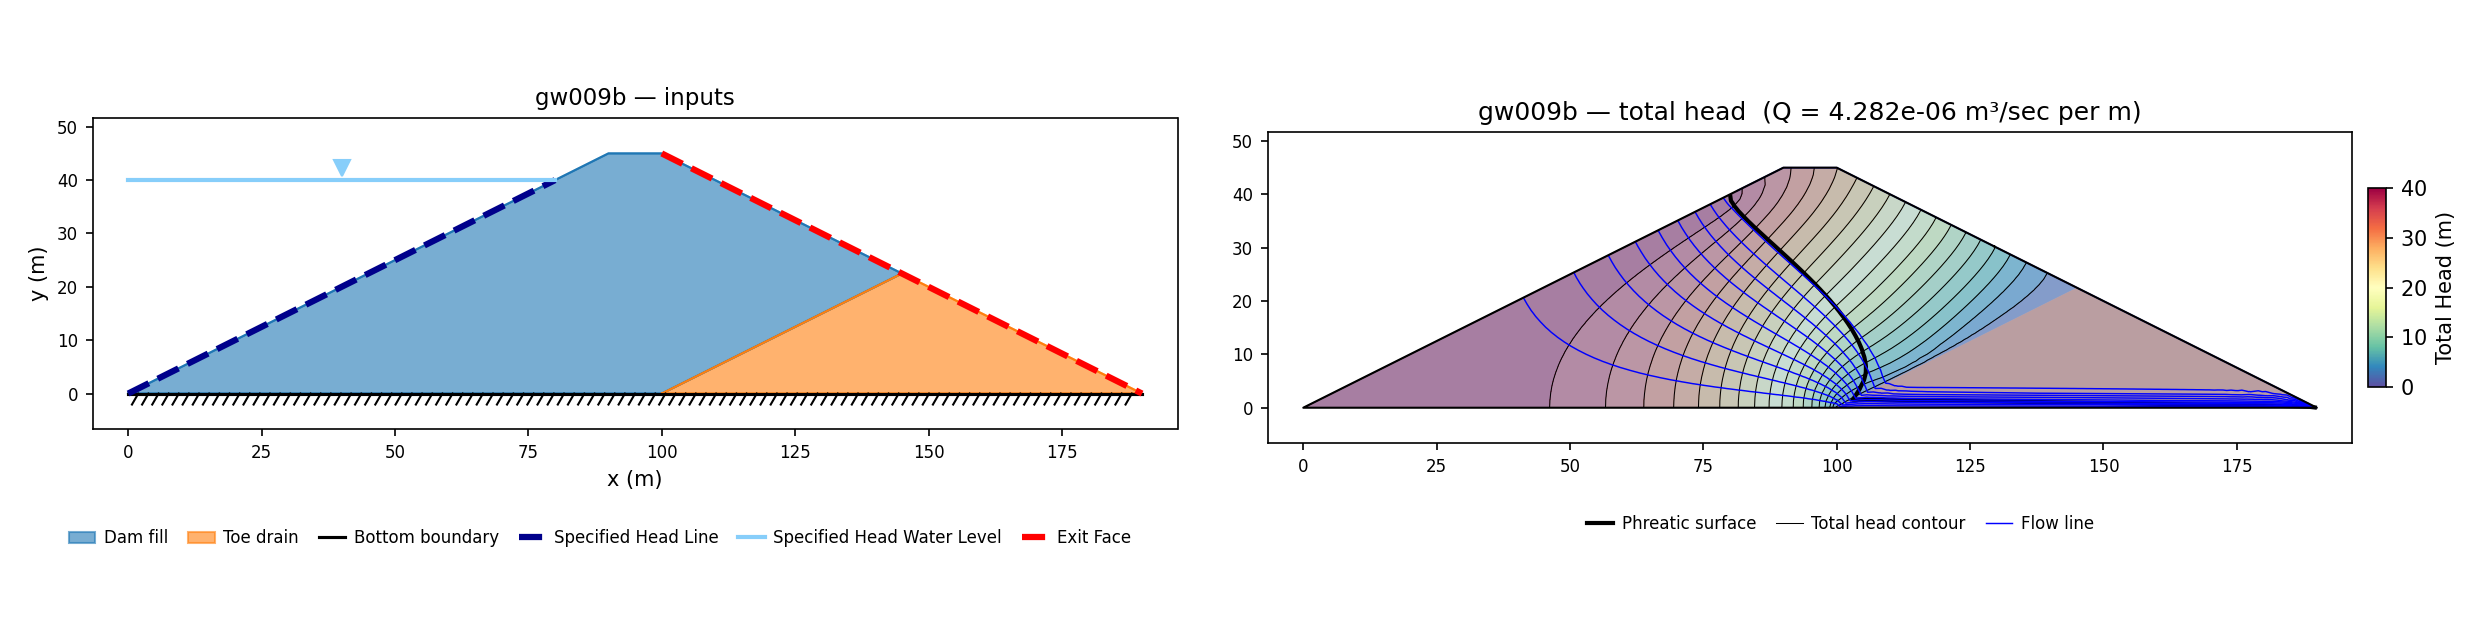 gw009b — inputs
50
40
30
20
10
0
y (m)
0 25 50 75 100 125 150 175
x (m)
Dam fill Toe drain Bottom boundary Specified Head Line Specified Head Water Level Exit Face
gw009b — total head (Q = 4.282e-06 m³/sec per m)
50
40
30
20
10
0
0 25 50 75 100 125 150 175
Phreatic surface Total head contour Flow line
40
30
20
10
0
Total Head (m)